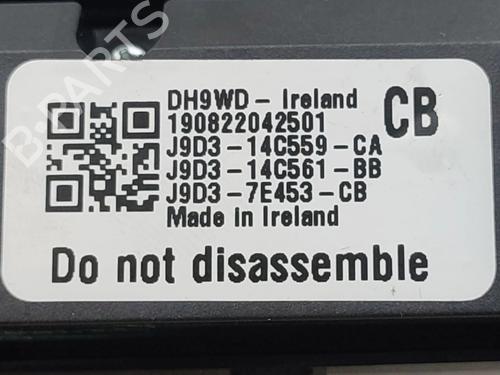 B-PARTS
DH9WD - Ireland
190822042501
CB
J9D3 - 14C559 - CA
J9D3 - 14C561 - BB
J9D3 - 7E453 - CB
Made in Ireland
Do not disassemble